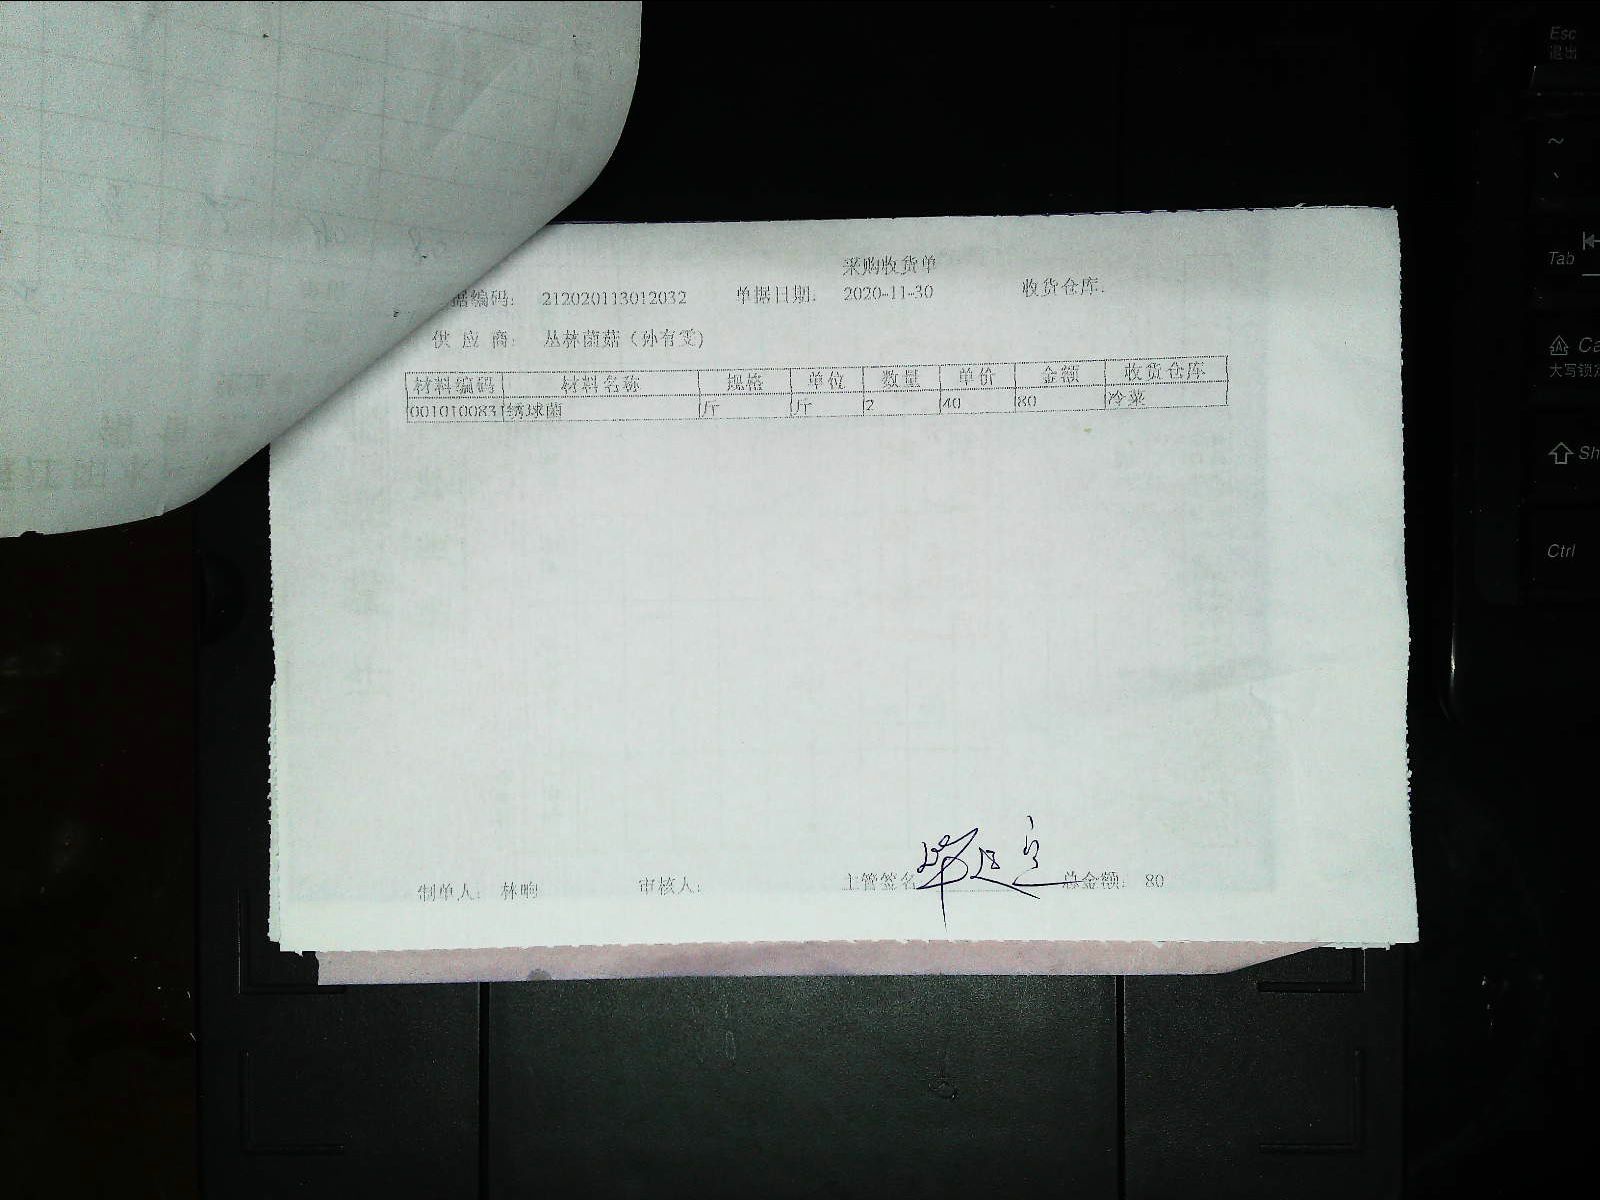 采购收货单
据编码: 212020113012032 单据日期: 2020-11-30 收货仓库:
供应商: 丛林菌菇(孙有雯)
材料编码 材料名称 规格 单位 数量 单价 金额 收货仓库
001010083 绣球菌 斤 斤 2 40 80 冷菜
制单人: 林晌 审核人: 主管签名 总金额: 80
Esc
退出
~
Tab
Ca
大写锁定
Sh
Ctrl